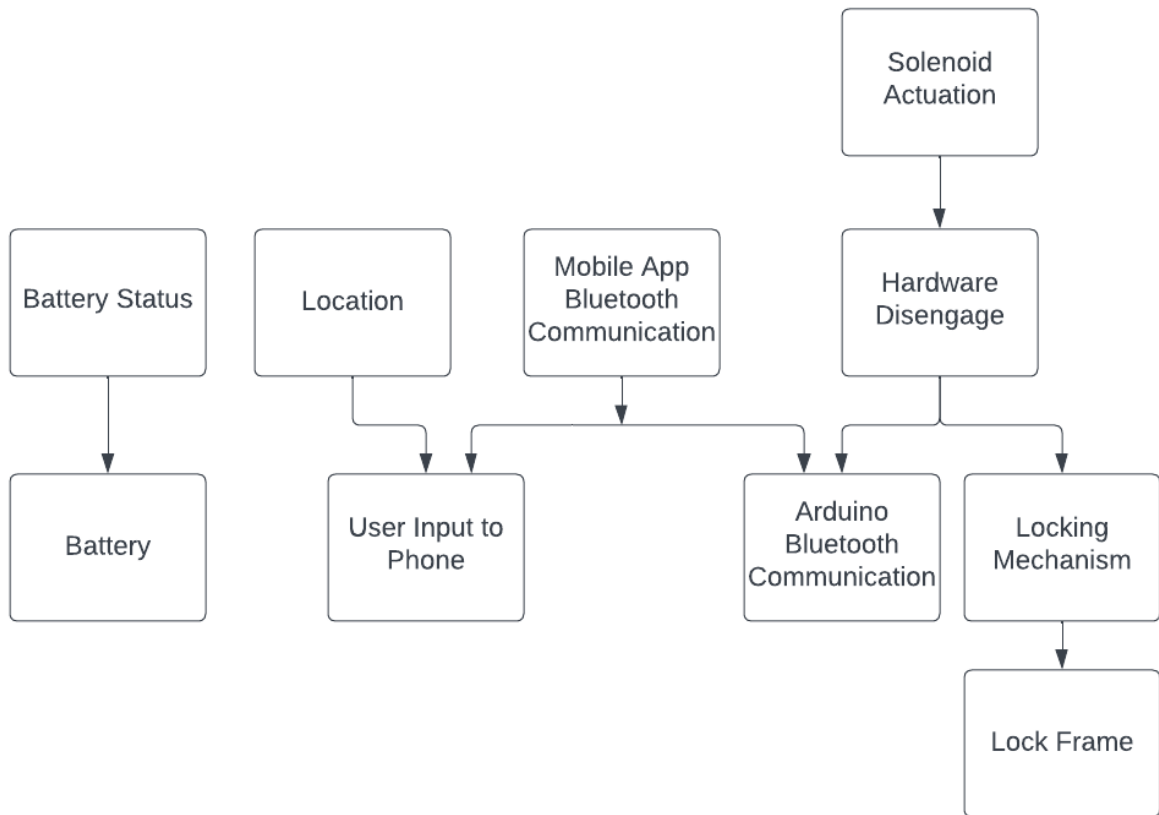 Solenoid
Actuation
Battery Status
Location
Mobile App
Bluetooth
Communication
Hardware
Disengage
Battery
User Input to
Phone
Arduino
Bluetooth
Communication
Locking
Mechanism
Lock Frame